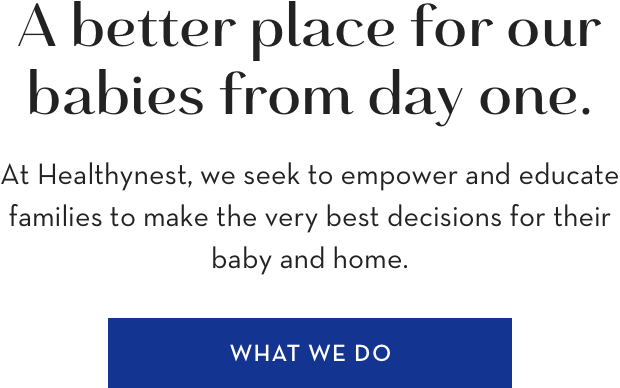 A better place for our
babies from day one.
At Healthynest, we seek to empower and educate
families to make the very best decisions for their
baby and home.
WHAT WE DO